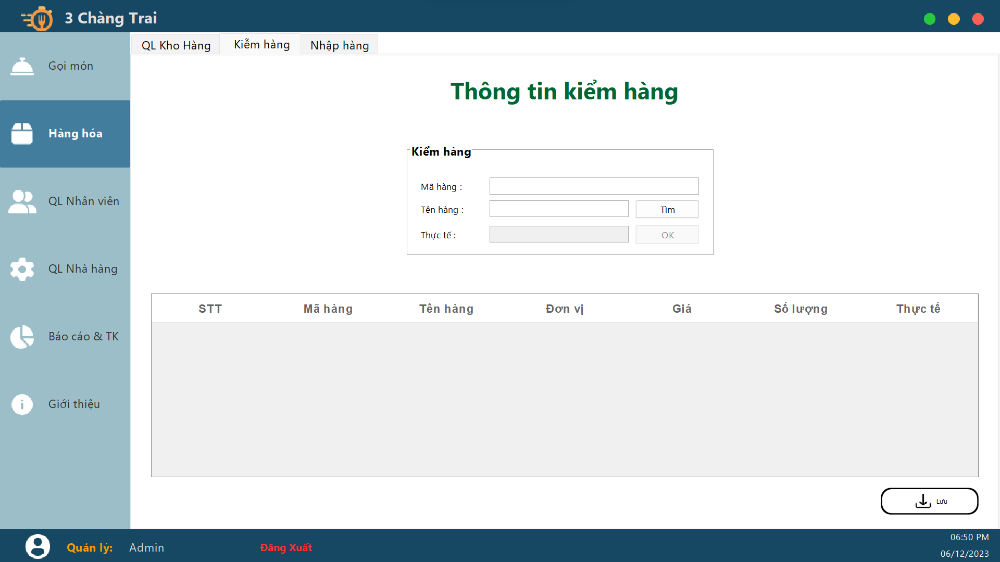 3 Chàng Trai
QL Kho Hàng
Kiễm hàng
Nhập hàng
Gọi món
Hàng hóa
QL Nhân viên
QL Nhà hàng
Báo cáo & TK
Giới thiệu
Thông tin kiểm hàng
Kiểm hàng
Mã hàng :
Tên hàng :
Tìm
Thực tế :
OK
STT Mã hàng Tên hàng Đơn vị Giá Số lượng Thực tế
Lưu
Quản lý: Admin
Đăng Xuất
06:50 PM
06/12/2023